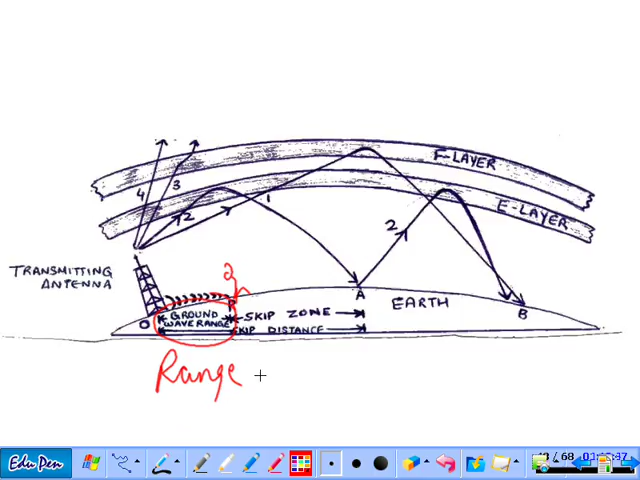 F-LAYER
4
3
2
1
E-LAYER
2
TRANSMITTING
ANTENNA
2
A
EARTH
B
O
GROUND
WAVE RANGE
SKIP ZONE
SKIP DISTANCE
Range
Edu Pen